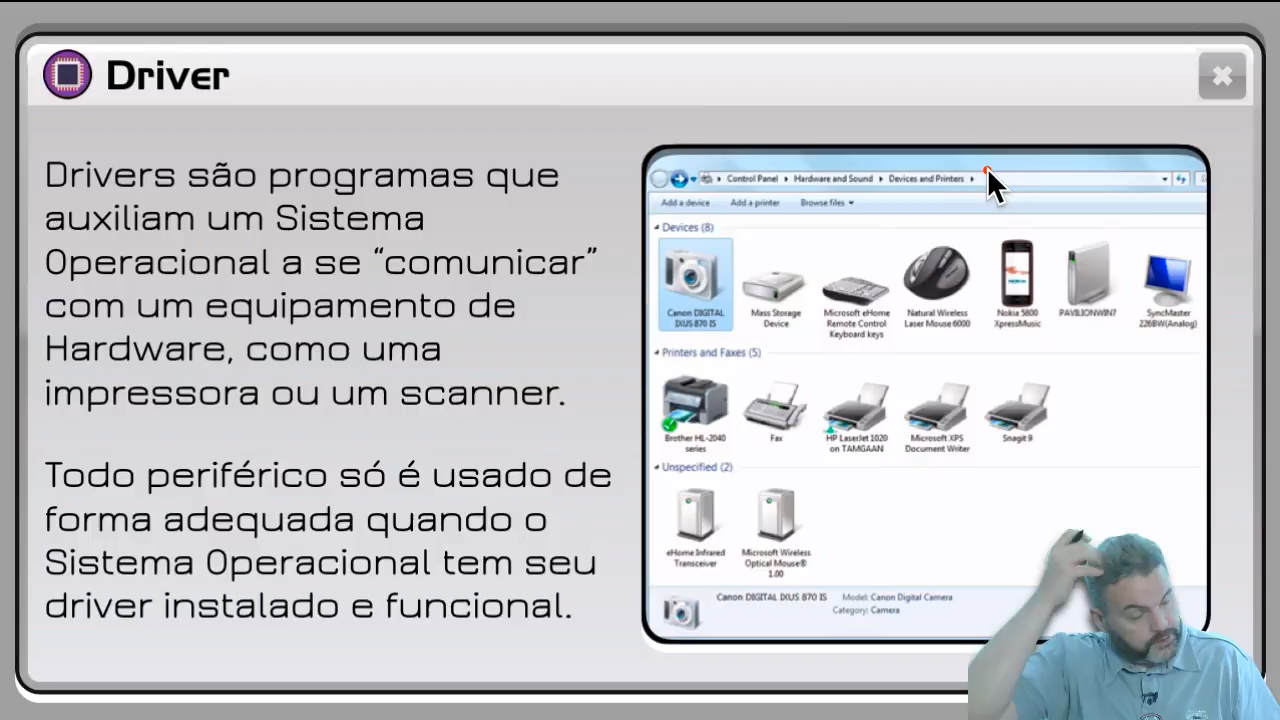 Driver
Drivers são programas que
auxiliam um Sistema
Operacional a se “comunicar”
com um equipamento de
Hardware, como uma
impressora ou um scanner.
Todo periférico só é usado de
forma adequada quando o
Sistema Operacional tem seu
driver instalado e funcional.
Control Panel Hardware and Sound Devices and Printers
Add a device Add a printer Browse files
Devices (8)
Canon DIGITAL
IXUS 870 IS
Mass Storage
Device
Microsoft eHome
Remote Control
Keyboard keys
Natural Wireless
Laser Mouse 6000
Nokia 5800
XpressMusic
PAVILIONWIN7
SyncMaster
226BW(Analog)
Printers and Faxes (5)
Brother HL-2040
series
Fax
HP LaserJet 1020
on TAMGAAN
Microsoft XPS
Document Writer
Snagit 9
Unspecified (2)
eHome Infrared
Transceiver
Microsoft Wireless
Optical Mouse®
1.00
Canon DIGITAL IXUS 870 IS Model: Canon Digital Camera
Category: Camera